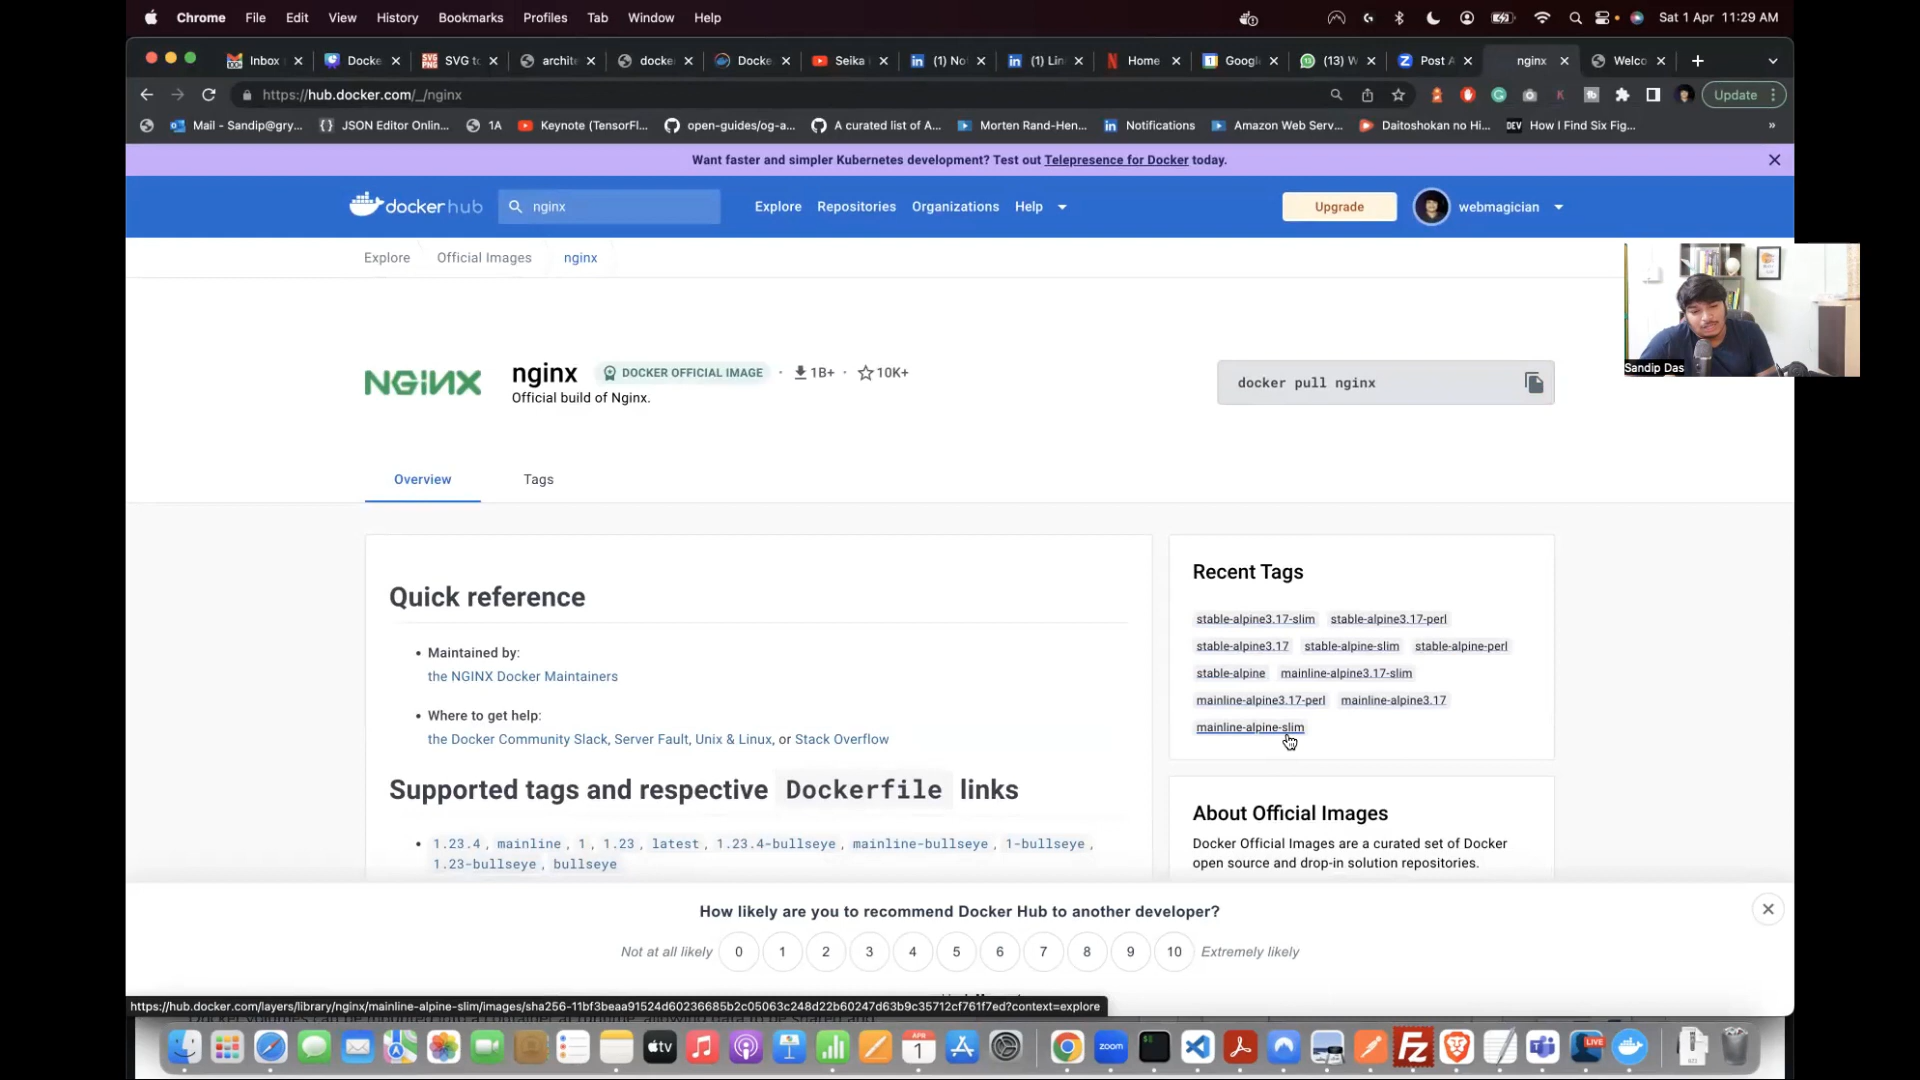 Chrome File Edit View History Bookmarks Profiles Tab Window Help Sat 1 Apr 11:29 AM
Inbox Docke SVG to archite docke Docke Seika (1) No (1) Lin Home Googl (13) W Post A nginx Welco
https://hub.docker.com/_/nginx Update
Mail - Sandip@gry... JSON Editor Onlin... 1A Keynote (TensorFl... open-guides/og-a... A curated list of A... Morten Rand-Hen... Notifications Amazon Web Serv... Daitoshokan no Hi... DEV How I Find Six Fig... »
Want faster and simpler Kubernetes development? Test out Telepresence for Docker today.
dockerhub nginx Explore Repositories Organizations Help Upgrade webmagician
Explore Official Images nginx
Sandip Das
NGINX nginx DOCKER OFFICIAL IMAGE · 1B+ · 10K+
Official build of Nginx.
docker pull nginx
Overview Tags
Quick reference
• Maintained by:
the NGINX Docker Maintainers
• Where to get help:
the Docker Community Slack, Server Fault, Unix & Linux, or Stack Overflow
Supported tags and respective Dockerfile links
• 1.23.4, mainline, 1, 1.23, latest, 1.23.4-bullseye, mainline-bullseye, 1-bullseye,
1.23-bullseye, bullseye
Recent Tags
stable-alpine3.17-slim stable-alpine3.17-perl
stable-alpine3.17 stable-alpine-slim stable-alpine-perl
stable-alpine mainline-alpine3.17-slim
mainline-alpine3.17-perl mainline-alpine3.17
mainline-alpine-slim
About Official Images
Docker Official Images are a curated set of Docker
open source and drop-in solution repositories.
How likely are you to recommend Docker Hub to another developer?
Not at all likely 0 1 2 3 4 5 6 7 8 9 10 Extremely likely
https://hub.docker.com/layers/library/nginx/mainline-alpine-slim/images/sha256-11bf3beaa91524d60236685b2c05063c248d22b60247d63b9c35712cf761f7ed?context=explore
tv APR 1 zoom FZ LIVE